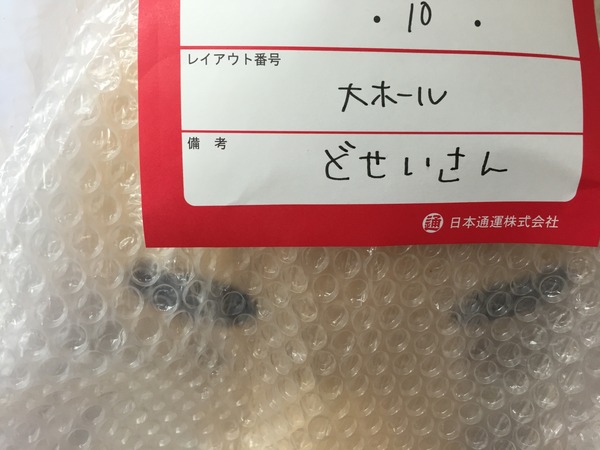 ・10・
レイアウト番号
大ホール
備考
どせいさん
通 日本通運株式会社